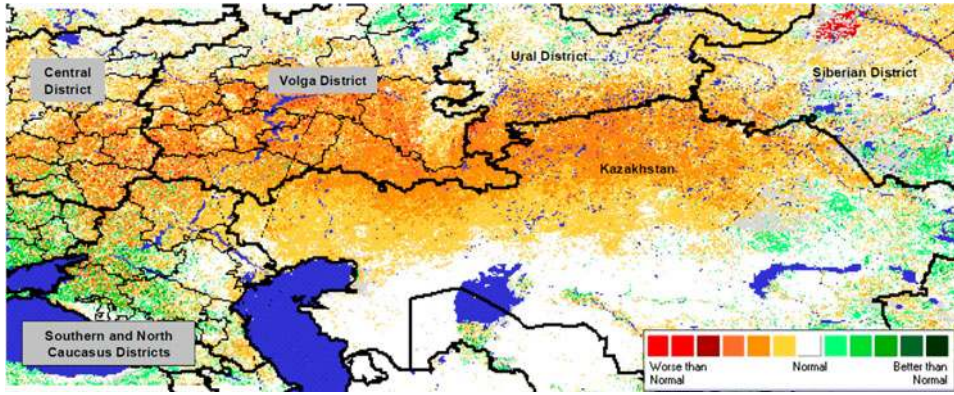 Central
District
Volga District
Ural District
Siberian District
Kazakhstan
Southern and North
Caucasus Districts
Worse than
Normal
Normal
Better than
Normal